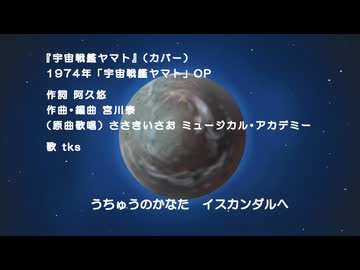 『宇宙戦艦ヤマト』(カバー)
1974年「宇宙戦艦ヤマト」OP
作詞 阿久悠
作曲・編曲 宮川泰
(原曲歌唱) ささきいさお ミュージカル・アカデミー
歌 tks
うちゅうのかなた　イスカンダルへ